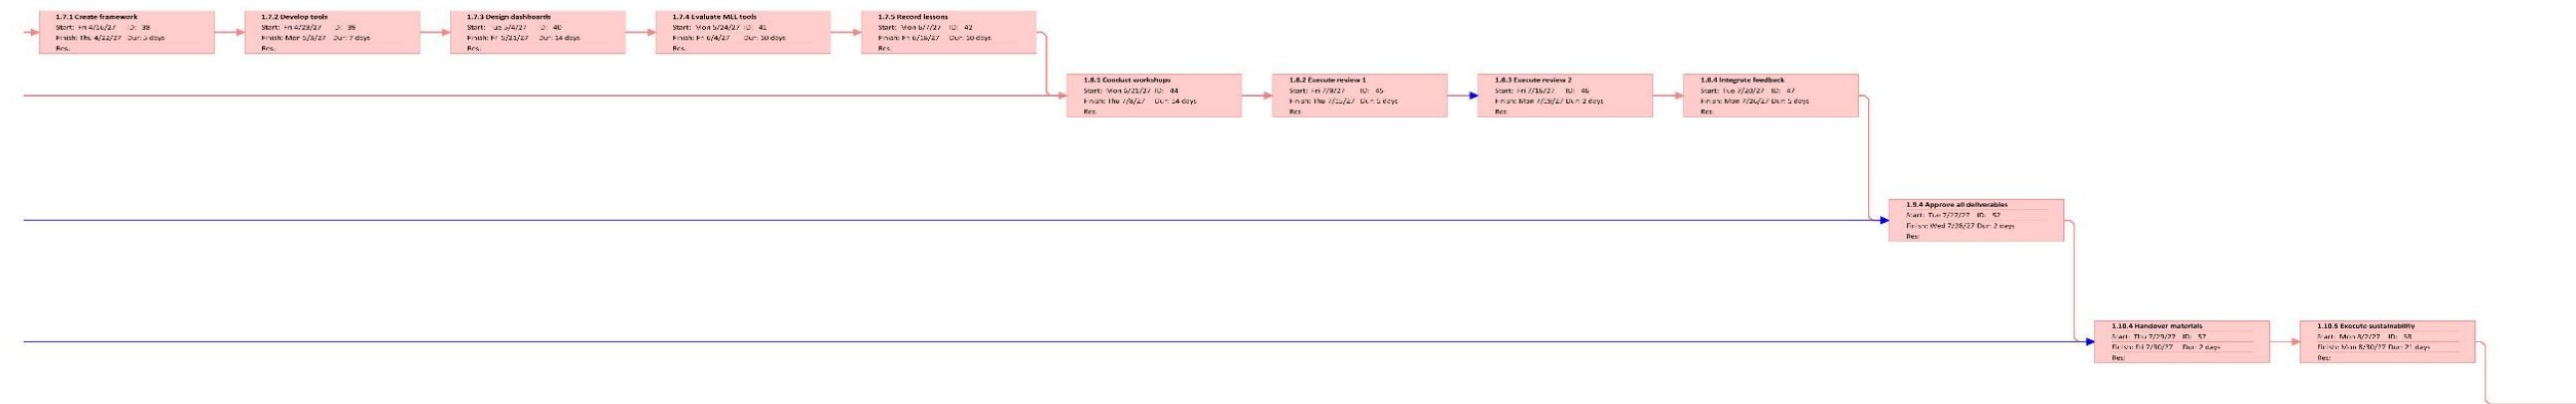 1.7.1 Create framework
Start: Fri 4/16/27 ID: 38
Finish: Thu 4/22/27 Dur: 5 days
Res:
1.7.2 Develop tools
Start: Fri 4/23/27 ID: 39
Finish: Mon 5/3/27 Dur: 7 days
Res:
1.7.3 Design dashboards
Start: Tue 5/4/27 ID: 40
Finish: Fri 5/21/27 Dur: 14 days
Res:
1.7.4 Evaluate MEL tools
Start: Mon 5/24/27 ID: 41
Finish: Fri 6/4/27 Dur: 10 days
Res:
1.7.5 Record lessons
Start: Mon 6/7/27 ID: 42
Finish: Fri 6/18/27 Dur: 10 days
Res:
1.8.1 Conduct workshops
Start: Mon 6/21/27 ID: 44
Finish: Thu 7/8/27 Dur: 14 days
Res:
1.8.2 Execute review 1
Start: Fri 7/9/27 ID: 45
Finish: Thu 7/15/27 Dur: 5 days
Res:
1.8.3 Execute review 2
Start: Fri 7/16/27 ID: 46
Finish: Mon 7/19/27 Dur: 2 days
Res:
1.8.4 Integrate feedback
Start: Tue 7/20/27 ID: 47
Finish: Mon 7/26/27 Dur: 5 days
Res:
1.9.4 Approve all deliverables
Start: Tue 7/27/27 ID: 52
Finish: Wed 7/28/27 Dur: 2 days
Res:
1.10.4 Handover materials
Start: Thu 7/29/27 ID: 57
Finish: Fri 7/30/27 Dur: 2 days
Res:
1.10.5 Execute sustainability
Start: Mon 8/2/27 ID: 58
Finish: Mon 8/30/27 Dur: 21 days
Res: